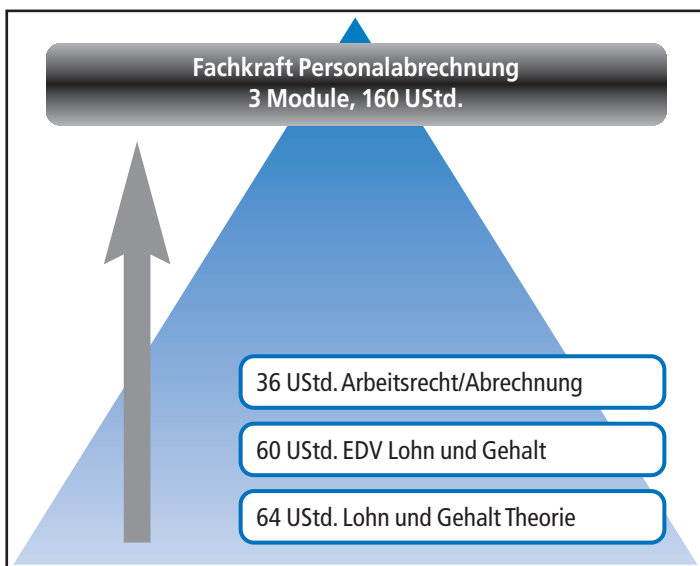 Fachkraft Personalabrechnung
3 Module, 160 UStd.
36 UStd. Arbeitsrecht/Abrechnung
60 UStd. EDV Lohn und Gehalt
64 UStd. Lohn und Gehalt Theorie